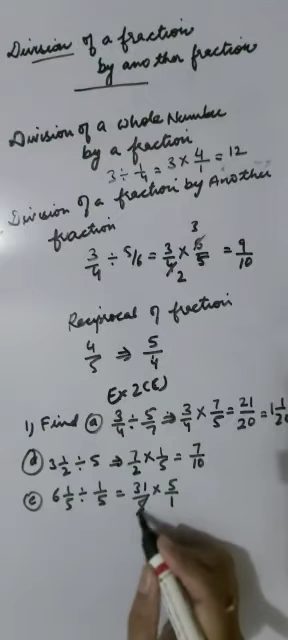 Division of a fraction
by another fraction
Division of a Whole Number
by a fraction
3 ÷ 1/4 = 3 × 4/1 = 12
Division of a fraction by Another
fraction
3/4 ÷ 5/6 = 3/4 × 6/5 = 9/10
3
2
Reciprocal of fraction
4/5 ⇒ 5/4
Ex 2(E)
1) Find (a) 3/4 ÷ 5/7 ⇒ 3/4 × 7/5 = 21/20 = 1 1/20
(d) 3 1/2 ÷ 5 ⇒ 7/2 × 1/5 = 7/10
(e) 6 1/5 ÷ 1/5 = 31/5 × 5/1